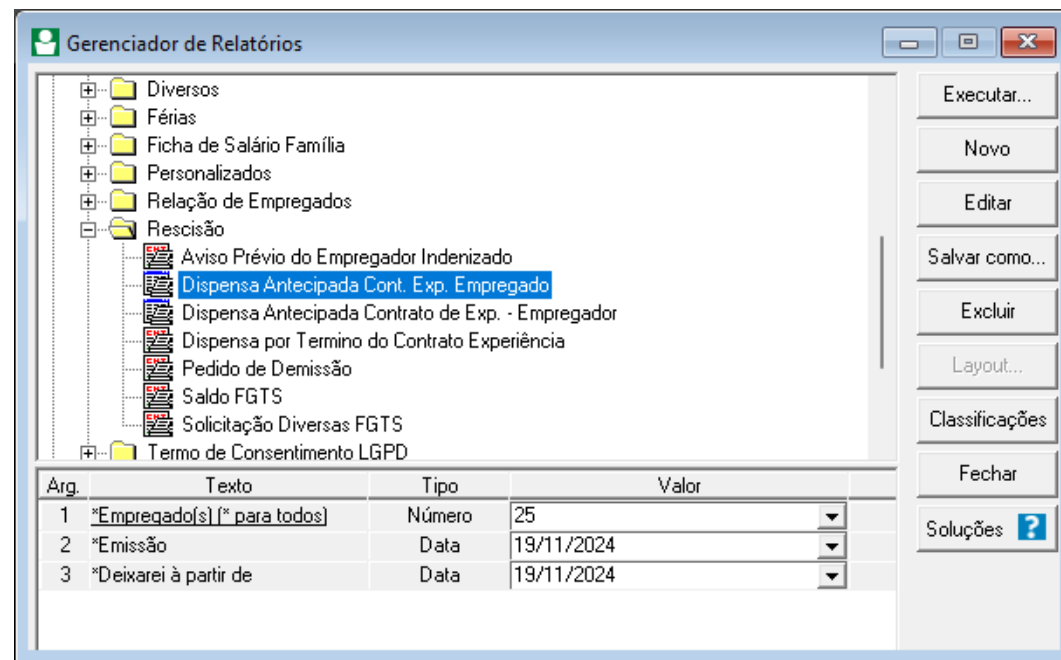 Gerenciador de Relatórios
Diversos
Férias
Ficha de Salário Família
Personalizados
Relação de Empregados
Rescisão
Aviso Prévio do Empregador Indenizado
Dispensa Antecipada Cont. Exp. Empregado
Dispensa Antecipada Contrato de Exp. - Empregador
Dispensa por Termino do Contrato Experiência
Pedido de Demissão
Saldo FGTS
Solicitação Diversas FGTS
Termo de Consentimento LGPD
Executar...
Novo
Editar
Salvar como...
Excluir
Layout...
Classificações
Fechar
Soluções ?
Arg. Texto Tipo Valor
1 *Empregado(s) (* para todos) Número 25
2 *Emissão Data 19/11/2024
3 *Deixarei à partir de Data 19/11/2024